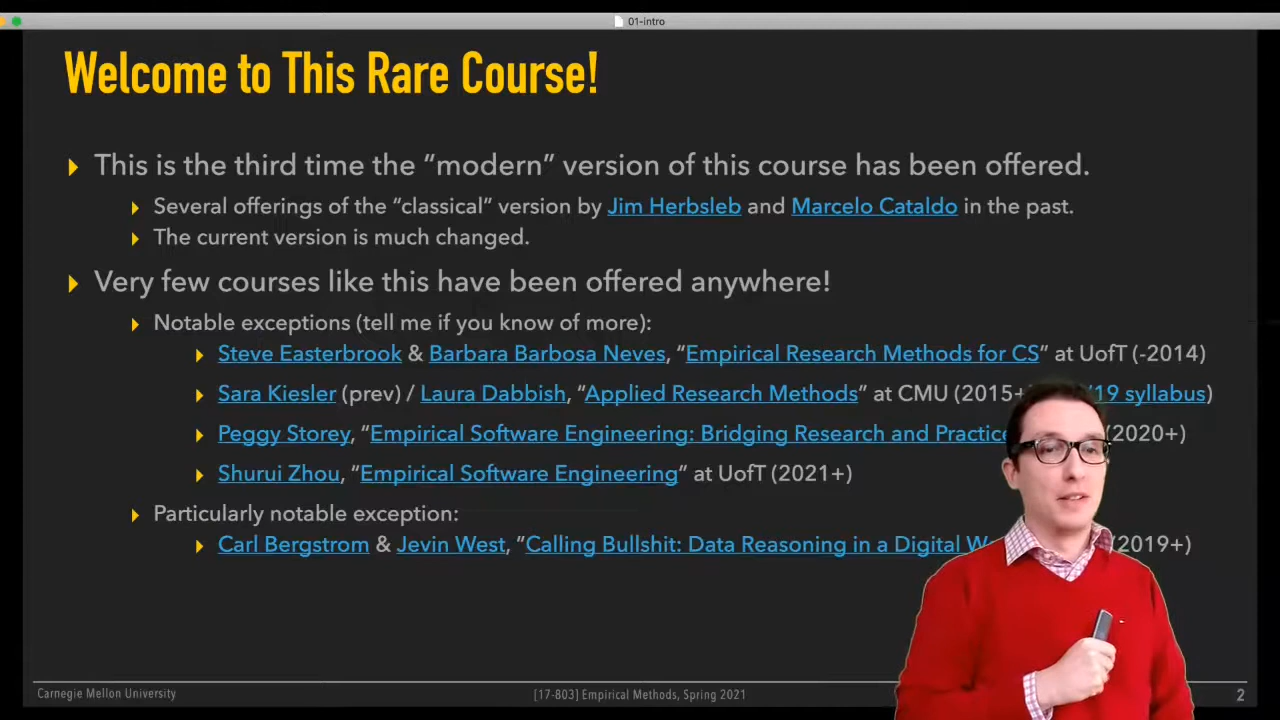 01-intro
Welcome to This Rare Course!
This is the third time the “modern” version of this course has been offered.
Several offerings of the “classical” version by Jim Herbsleb and Marcelo Cataldo in the past.
The current version is much changed.
Very few courses like this have been offered anywhere!
Notable exceptions (tell me if you know of more):
Steve Easterbrook & Barbara Barbosa Neves, “Empirical Research Methods for CS” at UofT (-2014)
Sara Kiesler (prev) / Laura Dabbish, “Applied Research Methods” at CMU (2015+ '19 syllabus)
Peggy Storey, “Empirical Software Engineering: Bridging Research and Practice (2020+)
Shurui Zhou, “Empirical Software Engineering” at UofT (2021+)
Particularly notable exception:
Carl Bergstrom & Jevin West, “Calling Bullshit: Data Reasoning in a Digital (2019+)
Carnegie Mellon University
[17-803] Empirical Methods, Spring 2021
2